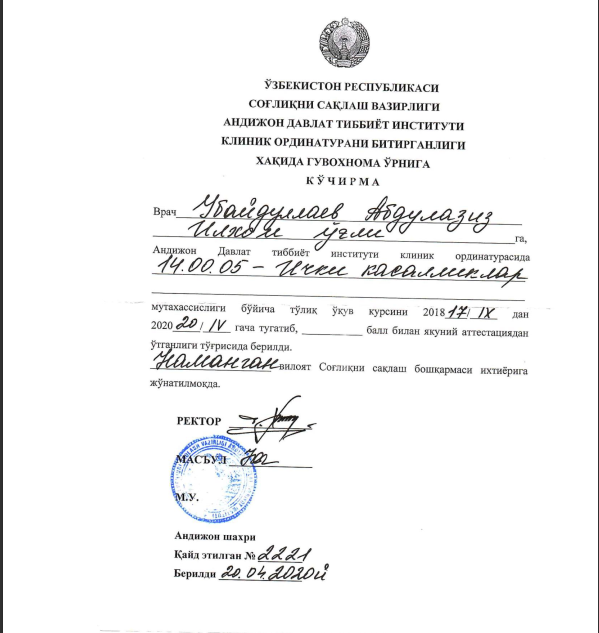 ЎЗБЕКИСТОН РЕСПУБЛИКАСИ
СОҒЛИҚНИ САҚЛАШ ВАЗИРЛИГИ
АНДИЖОН ДАВЛАТ ТИББИЁТ ИНСТИТУТИ
КЛИНИК ОРДИНАТУРАНИ БИТИРГАНЛИГИ
ҲАҚИДА ГУВОХНОМА ЎРНИГА
КЎЧИРМА
Врач Убайдуллаев Абдулазиз
Илхом ўғли га,
Андижон Давлат тиббиёт институти клиник ординатурасида
14.00.05 – Ички касалликлар
мутахассислиги бўйича тўлиқ ўқув курсини 2018 17/ IX дан
2020 20/ IV гача тугатиб, ____________ балл билан якуний аттестациядан
ўтганлиги тўғрисида берилди.
Наманган вилоят Соғлиқни сақлаш бошқармаси ихтиёрига
жўнатилмоқда.
РЕКТОР
МАСЪУЛ
М.У.
Андижон шахри
Қайд этилган № 2221
Берилди 20.04.2020й